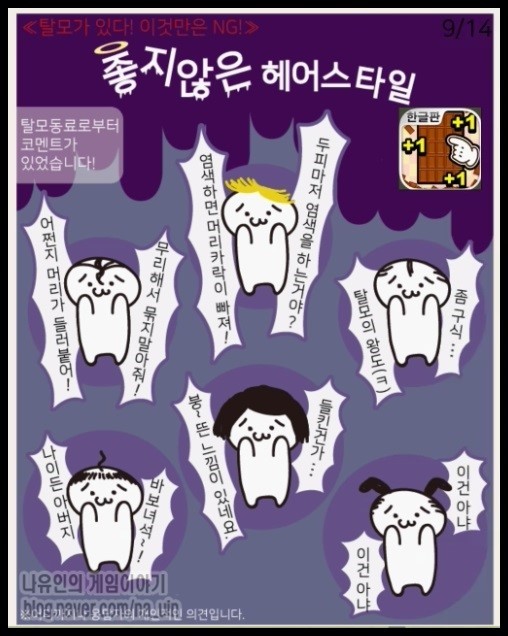 ≪탈모가 있다! 이것만은 NG!≫
9/14
좋지않은 헤어스타일
탈모동료로부터
코멘트가
있었습니다!
한글판
+1
+1
+1
염색하면 머리카락이 빠져!
두피마저 염색을 하는거야?
어쩐지 머리가 들러붙어!
무리해서 묶지말아줘!
탈모의 왕도(ㅋ)
좀 구식...
붕~ 뜬 느낌이 있네요.
들킨건가...
나이든 아버지
바보녀석~!
이건 아냐
이건 아냐
나유인의 게임이야기
blog.naver.com/na_uin
개인적인 의견입니다.